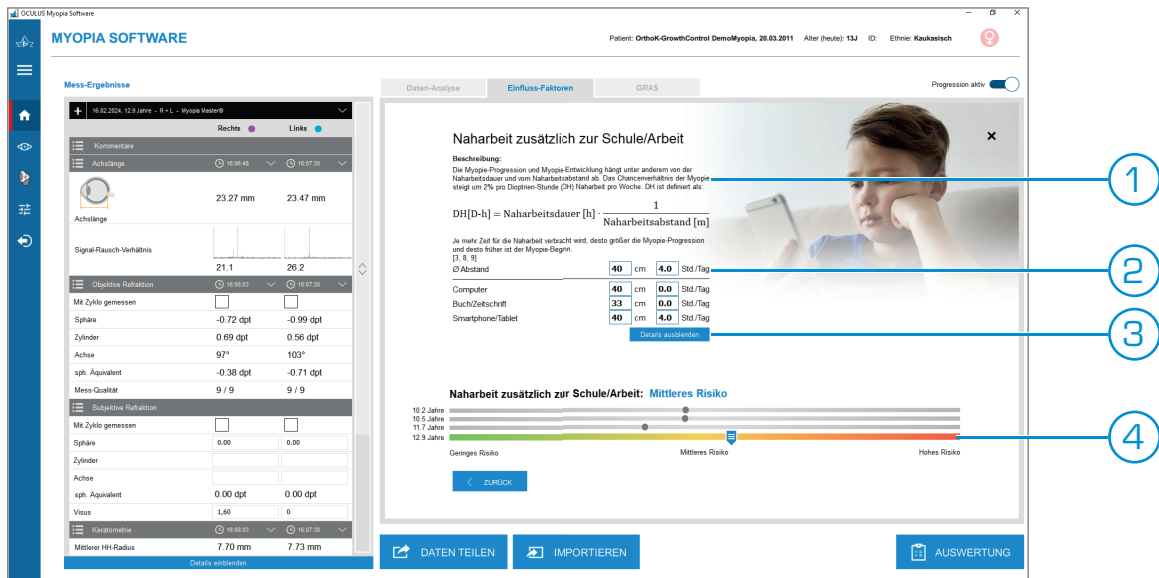 OCULUS Myopia Software
MYOPIA SOFTWARE
Patient: OrthoK-GrowthControl DemoMyopia, 20.03.2011 Alter (heute): 13J ID: Ethnie: Kaukasisch
Mess-Ergebnisse
Daten-Analyse Einfluss-Faktoren GRAS
Progression aktiv
16.02.2024, 12.9 Jahre - R + L - Myopia Master®
Rechts Links
Kommentare
Achslänge 16:06:48 16:07:30
23.27 mm 23.47 mm
Achslänge
Signal-Rausch-Verhältnis
21.1 26.2
Objektive Refraktion 16:08:03 16:07:30
Mit Zyklo gemessen
Sphäre -0.72 dpt -0.99 dpt
Zylinder 0.69 dpt 0.56 dpt
Achse 97° 103°
sph. Äquivalent -0.38 dpt -0.71 dpt
Mess-Qualität 9 / 9 9 / 9
Subjektive Refraktion
Mit Zyklo gemessen
Sphäre 0.00 0.00
Zylinder
Achse
sph. Äquivalent 0.00 dpt 0.00 dpt
Visus 1,60 0
Keratometrie 16:08:03 16:07:30
Mittlerer HH-Radius 7.70 mm 7.73 mm
Details einblenden
Naharbeit zusätzlich zur Schule/Arbeit
Beschreibung:
Die Myopie-Progression und Myopie-Entwicklung hängt unter anderem von der
Naharbeitsdauer und vom Naharbeitsabstand ab. Das Chancenverhältnis der Myopie
steigt um 2% pro Dioptrien-Stunde (DH) Naharbeit pro Woche. DH ist definiert als:
DH[D-h] = Naharbeitsdauer [h] · 1
Naharbeitsabstand [m]
Je mehr Zeit für die Naharbeit verbracht wird, desto größer die Myopie-Progression
und desto früher ist der Myopie-Beginn.
[3, 8, 9]
Ø Abstand 40 cm 4.0 Std./Tag
Computer 40 cm 0.0 Std./Tag
Buch/Zeitschrift 33 cm 0.0 Std./Tag
Smartphone/Tablet 40 cm 4.0 Std./Tag
Details ausblenden
Naharbeit zusätzlich zur Schule/Arbeit: Mittleres Risiko
10.2 Jahre
10.5 Jahre
11.7 Jahre
12.9 Jahre
Geringes Risiko Mittleres Risiko Hohes Risiko
ZURÜCK
DATEN TEILEN IMPORTIEREN AUSWERTUNG
1
2
3
4